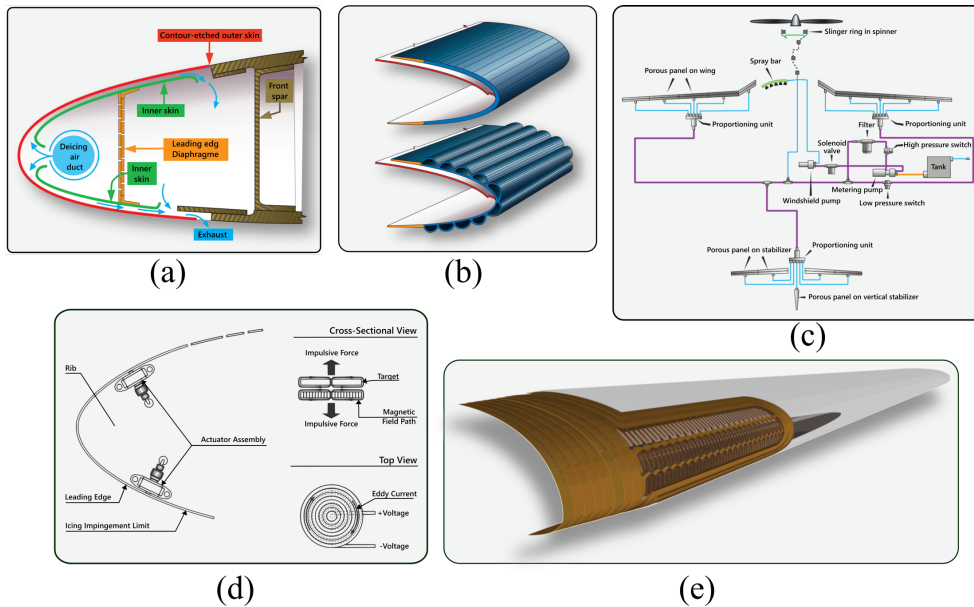 Contour-etched outer skin
Inner skin
Front
spar
Deicing
air
duct
Leading edg
Diaphragme
Inner
skin
Exhaust
(a)
(b)
Slinger ring in spinner
Spray bar
Porous panel on wing
Proportioning unit
Proportioning unit
Filter
High pressure switch
Solenoid
valve
Tank
Metering pump
Windshield pump
Low pressure switch
Porous panel on stabilizer
Proportioning unit
Porous panel on vertical stabilizer
(c)
Cross-Sectional View
Impulsive Force
Rib
Target
Magnetic
Field Path
Impulsive Force
Actuator Assembly
Top View
Eddy Current
Leading Edge
+Voltage
Icing Impingement Limit
-Voltage
(d)
(e)